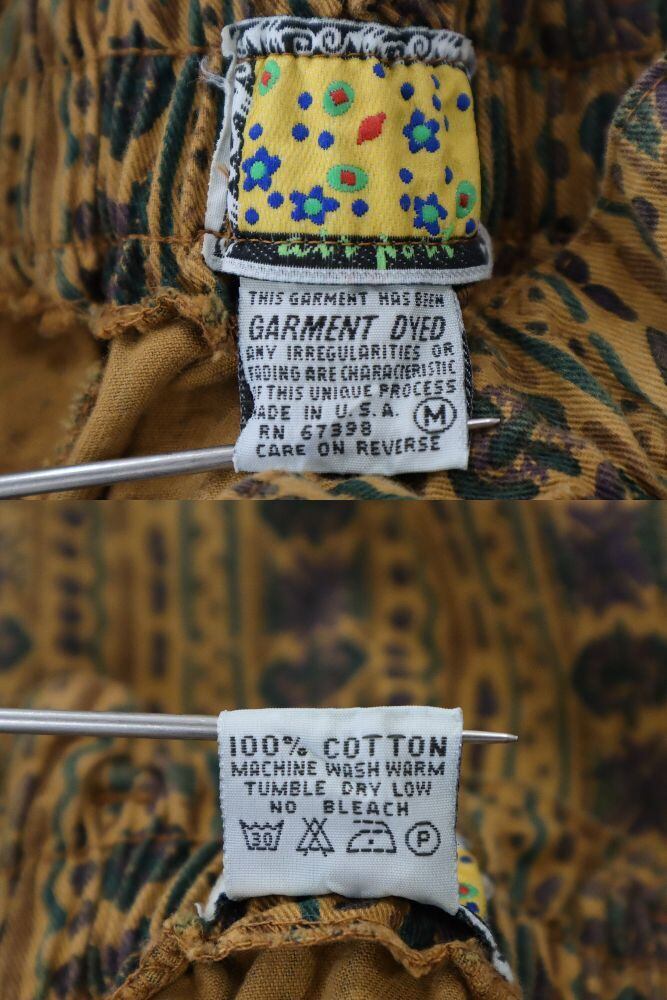 THIS GARMENT HAS BEEN
GARMENT DYED
ANY IRREGULARITIES OR
FADING ARE CHARACTERISTIC
OF THIS UNIQUE PROCESS
MADE IN U.S.A. M
RN 67398
CARE ON REVERSE
100% COTTON
MACHINE WASH WARM
TUMBLE DRY LOW
NO BLEACH
30 P